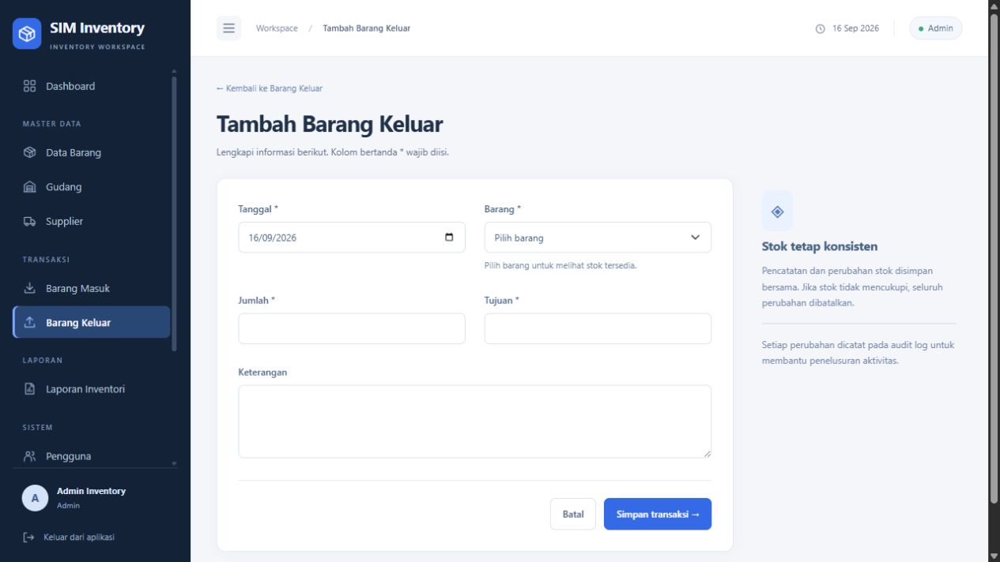 SIM Inventory
INVENTORY WORKSPACE
Dashboard
MASTER DATA
Data Barang
Gudang
Supplier
TRANSAKSI
Barang Masuk
Barang Keluar
LAPORAN
Laporan Inventori
SISTEM
Pengguna
A
Admin Inventory
Admin
Keluar dari aplikasi
Workspace / Tambah Barang Keluar
16 Sep 2026
Admin
← Kembali ke Barang Keluar
Tambah Barang Keluar
Lengkapi informasi berikut. Kolom bertanda * wajib diisi.
Tanggal *
16/09/2026
Barang *
Pilih barang
Pilih barang untuk melihat stok tersedia.
Jumlah *
Tujuan *
Keterangan
Batal
Simpan transaksi →
Stok tetap konsisten
Pencatatan dan perubahan stok disimpan
bersama. Jika stok tidak mencukupi, seluruh
perubahan dibatalkan.
Setiap perubahan dicatat pada audit log untuk
membantu penelusuran aktivitas.